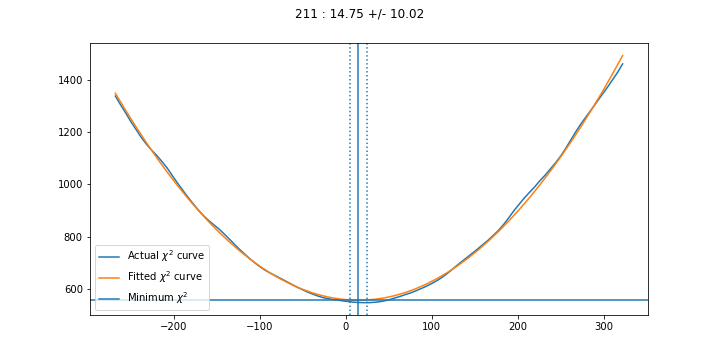 211 : 14.75 +/- 10.02
1400
1200
1000
800
600
Actual χ² curve
Fitted χ² curve
Minimum χ²
−200 −100 0 100 200 300